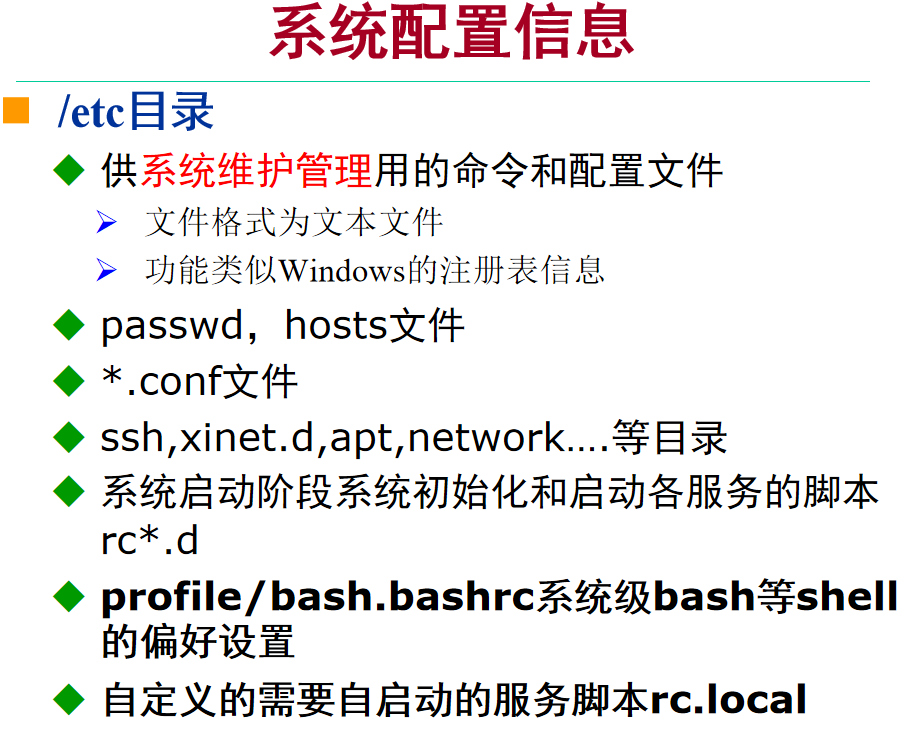 系统配置信息
/etc目录
供系统维护管理用的命令和配置文件
文件格式为文本文件
功能类似Windows的注册表信息
passwd，hosts文件
*.conf文件
ssh,xinet.d,apt,network….等目录
系统启动阶段系统初始化和启动各服务的脚本
rc*.d
profile/bash.bashrc系统级bash等shell
的偏好设置
自定义的需要自启动的服务脚本rc.local